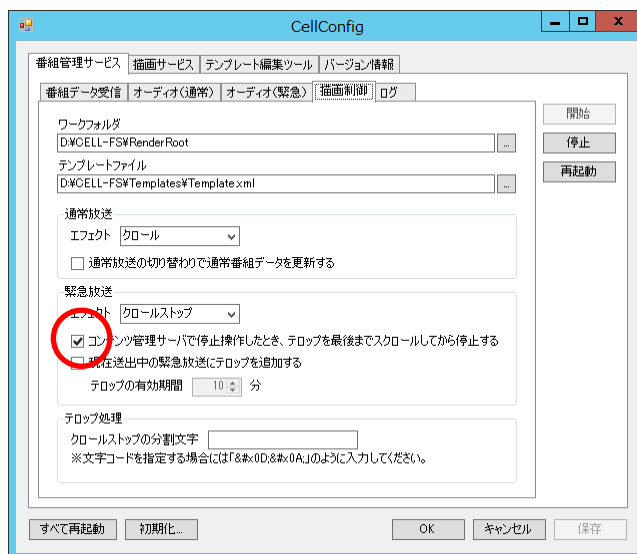 CellConfig
番組管理サービス 描画サービス テンプレート編集ツール バージョン情報
番組データ受信 オーディオ(通常) オーディオ(緊急) 描画制御 ログ
開始
停止
再起動
ワークフォルダ
D:¥CELL-FS¥RenderRoot ...
テンプレートファイル
D:¥CELL-FS¥Templates¥Template.xml ...
通常放送
エフェクト クロール
通常放送の切り替わりで通常番組データを更新する
緊急放送
エフェクト クロールストップ
コンテンツ管理サーバで停止操作したとき、テロップを最後までスクロールしてから停止する
現在送出中の緊急放送にテロップを追加する
テロップの有効期間 10 分
テロップ処理
クロールストップの分割文字
※文字コードを指定する場合には「&#x0D;&#x0A;」のように入力してください。
すべて再起動 初期化... OK キャンセル 保存